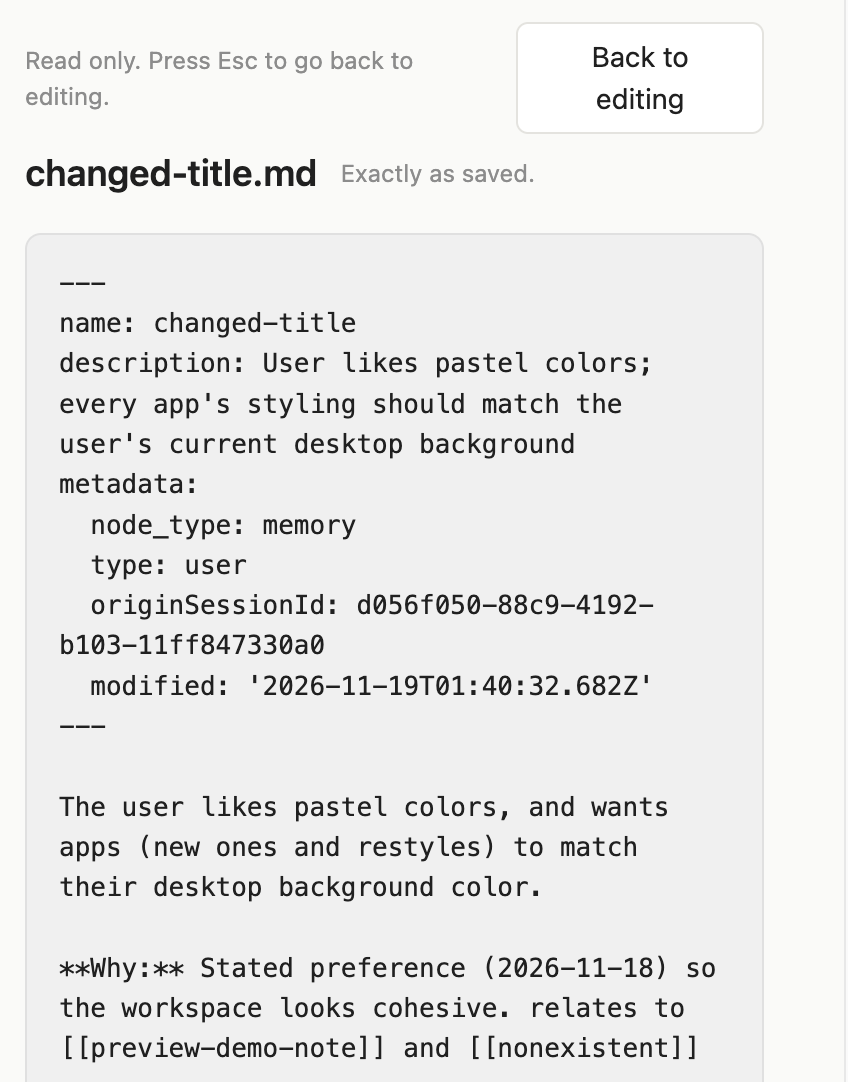 Read only. Press Esc to go back to
editing.
Back to
editing
changed-title.md Exactly as saved.
---
name: changed-title
description: User likes pastel colors;
every app's styling should match the
user's current desktop background
metadata:
  node_type: memory
  type: user
  originSessionId: d056f050-88c9-4192-
b103-11ff847330a0
  modified: '2026-11-19T01:40:32.682Z'
---

The user likes pastel colors, and wants
apps (new ones and restyles) to match
their desktop background color.

**Why:** Stated preference (2026-11-18) so
the workspace looks cohesive. relates to
[[preview-demo-note]] and [[nonexistent]]